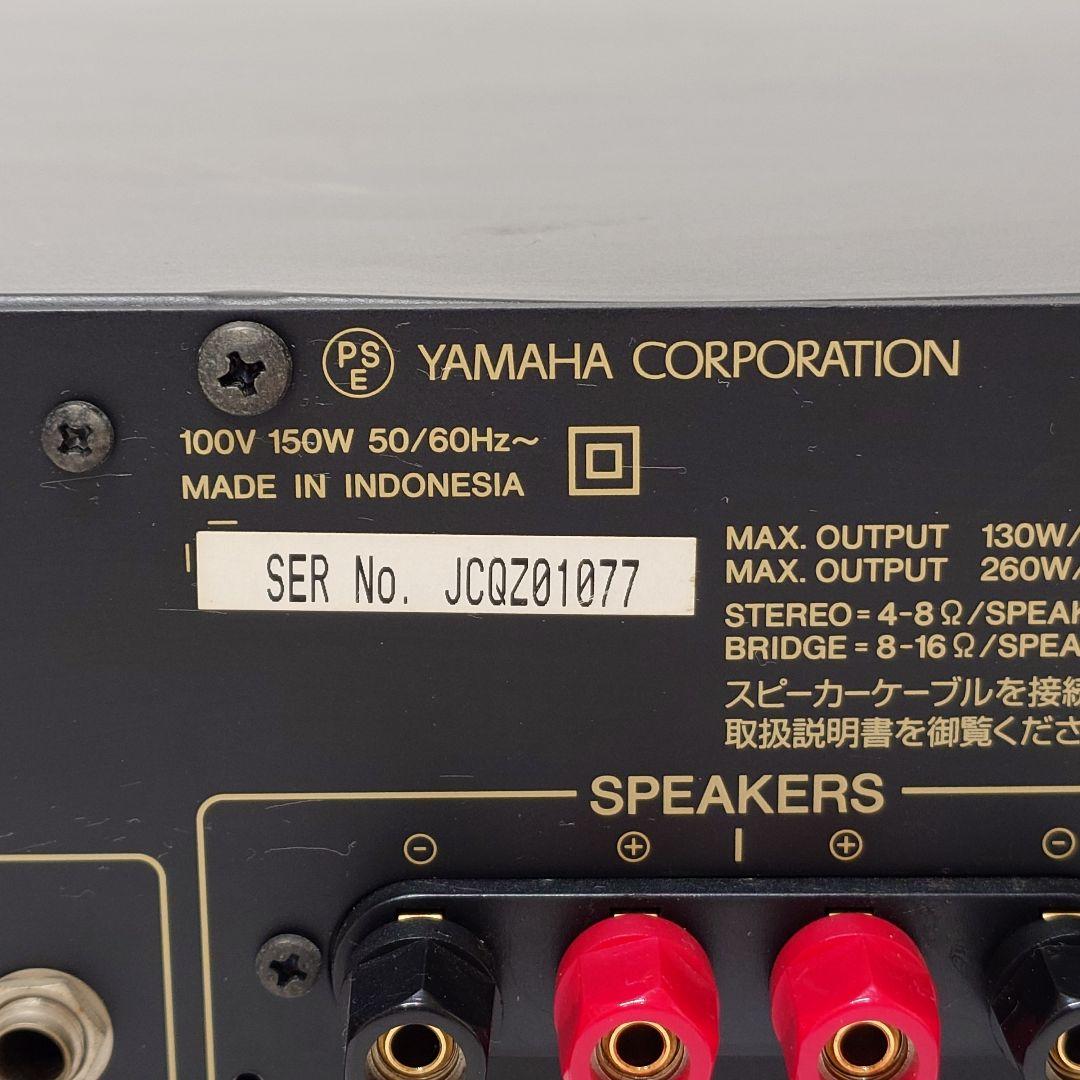 PSE YAMAHA CORPORATION
100V 150W 50/60Hz～
MADE IN INDONESIA
SER No. JCQZ01077
MAX. OUTPUT 130W/
MAX. OUTPUT 260W/
STEREO=4-8Ω/SPEAK
BRIDGE=8-16Ω/SPEA
スピーカーケーブルを接続
取扱説明書を御覧くださ
SPEAKERS
⊖ ⊕ | ⊕ ⊖